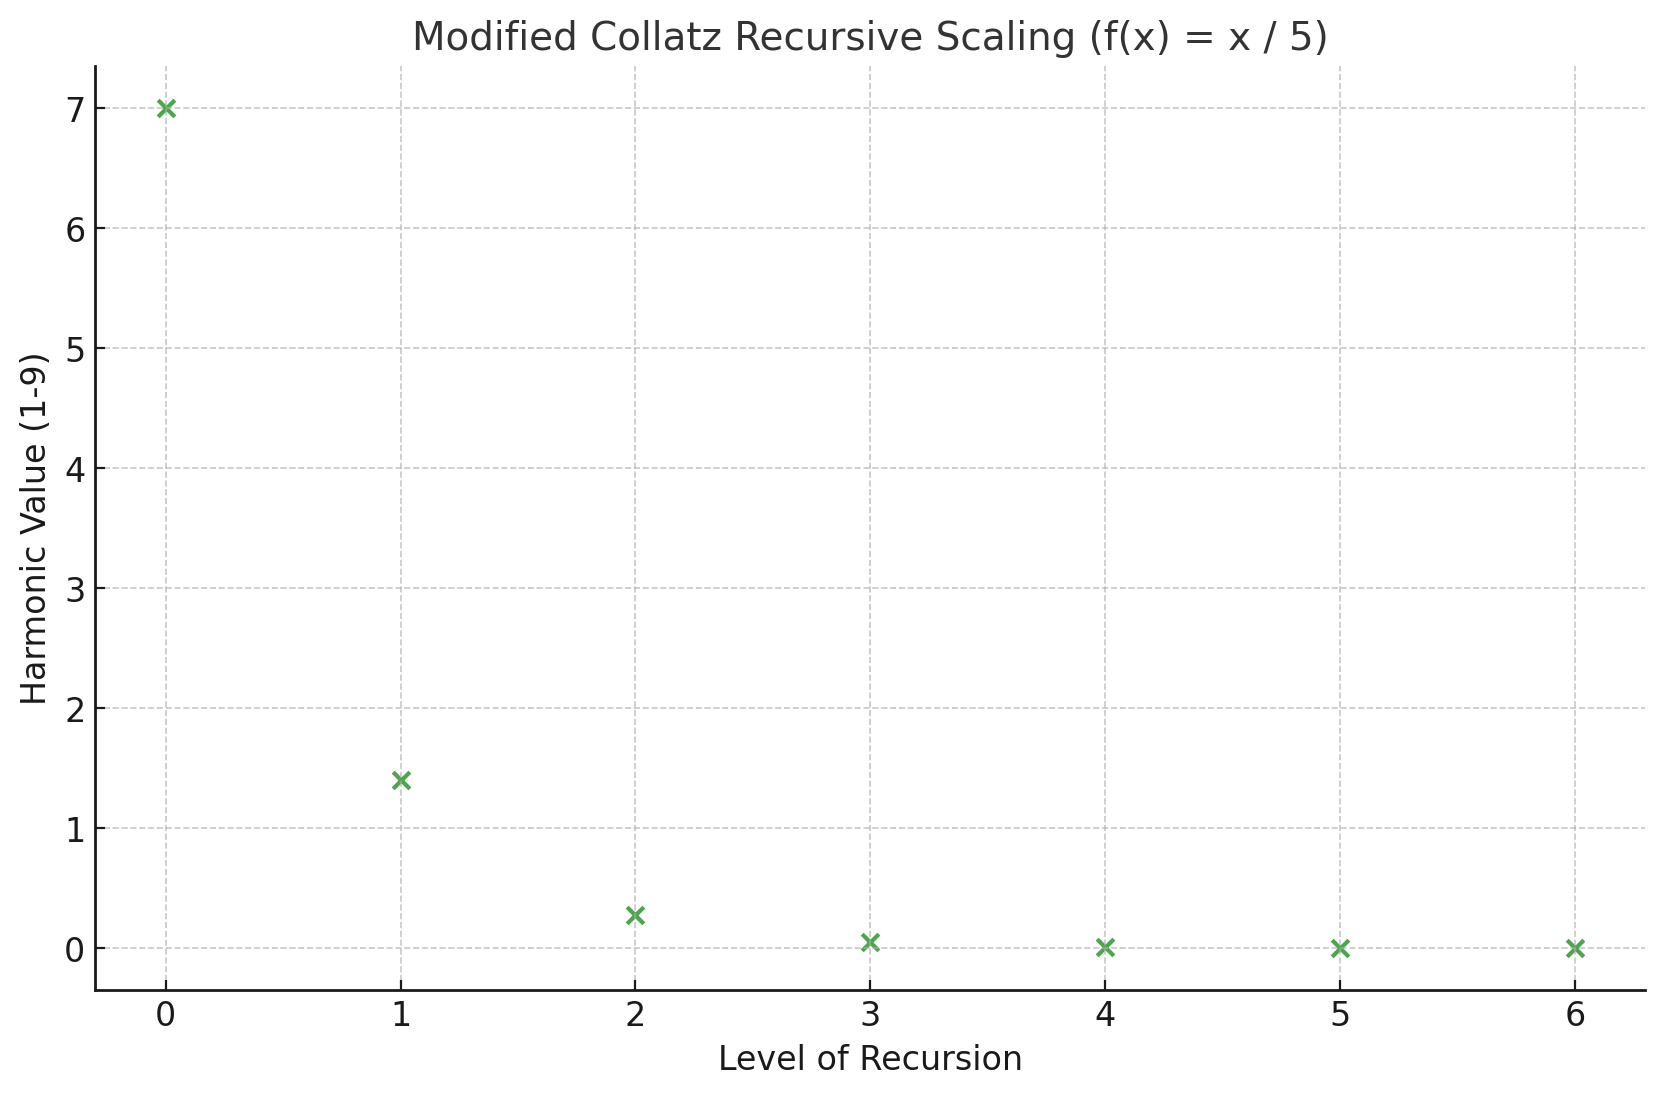 Modified Collatz Recursive Scaling (f(x) = x / 5)
Harmonic Value (1-9)
7
6
5
4
3
2
1
0
0 1 2 3 4 5 6
Level of Recursion